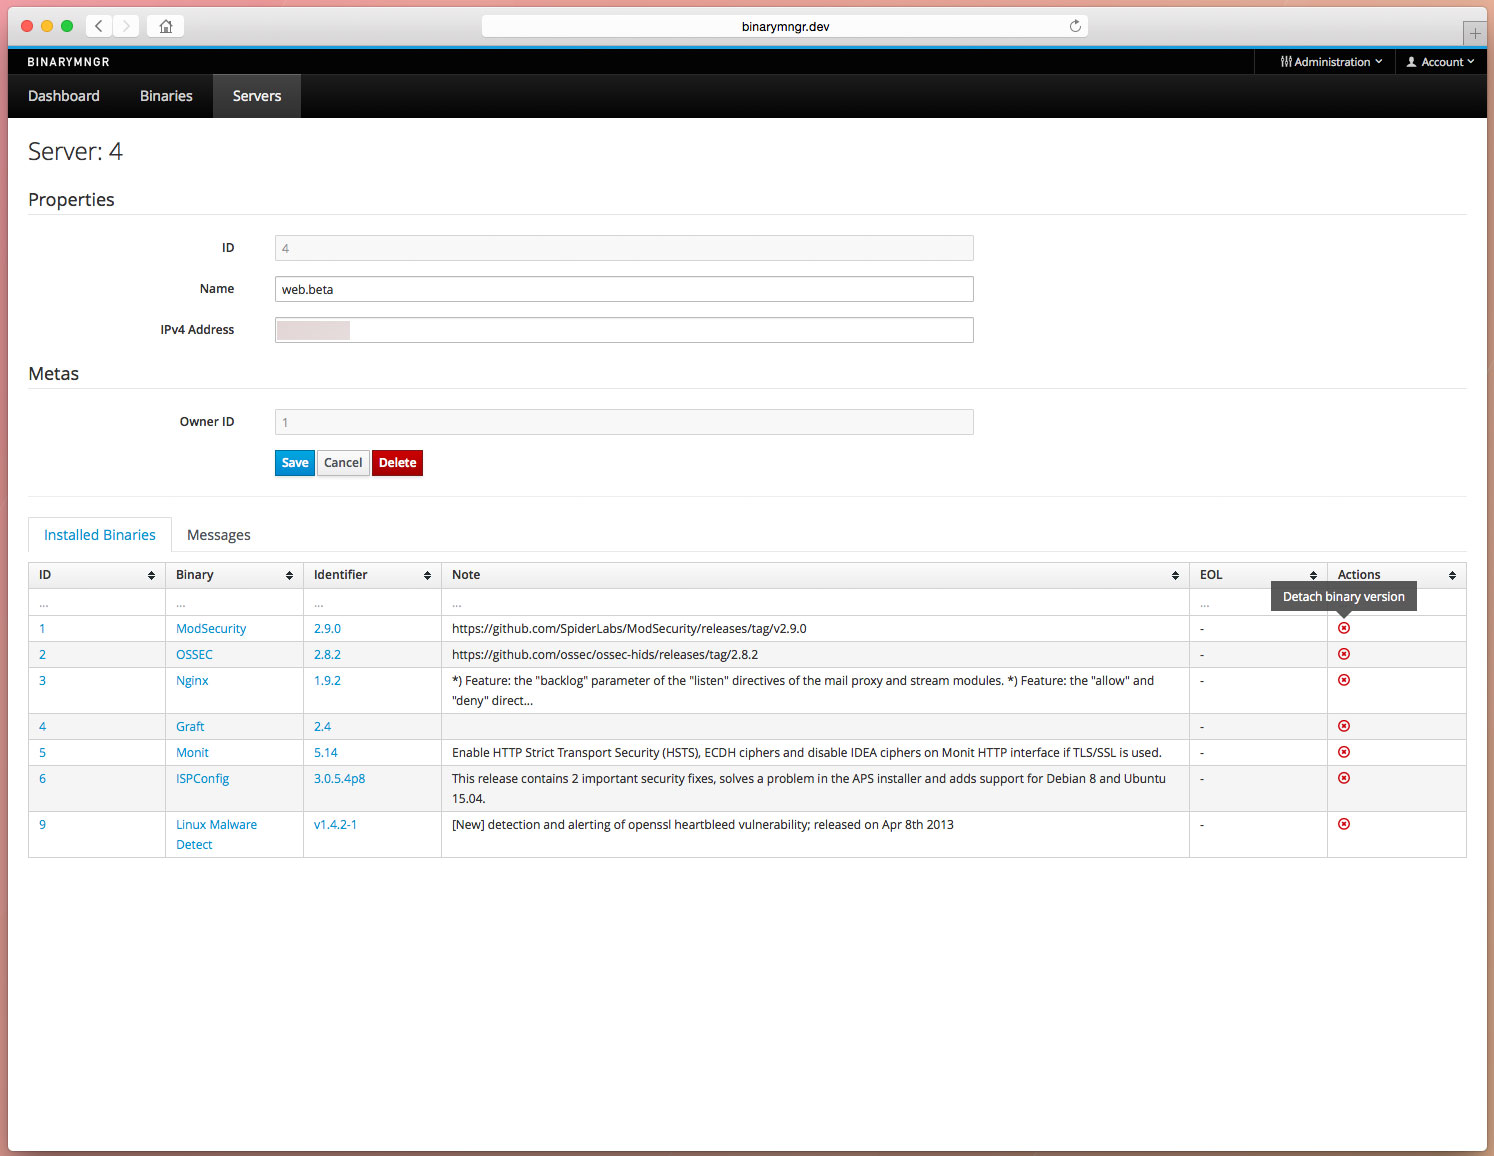 binarymngr.dev
BINARYMNGR
Administration
Account
Dashboard
Binaries
Servers
Server: 4
Properties
ID
4
Name
web.beta
IPv4 Address
Metas
Owner ID
1
Save
Cancel
Delete
Installed Binaries
Messages
ID
Binary
Identifier
Note
EOL
Actions
... ... ... ... ...
Detach binary version
1 ModSecurity 2.9.0 https://github.com/SpiderLabs/ModSecurity/releases/tag/v2.9.0 -
2 OSSEC 2.8.2 https://github.com/ossec/ossec-hids/releases/tag/2.8.2 -
3 Nginx 1.9.2 *) Feature: the "backlog" parameter of the "listen" directives of the mail proxy and stream modules. *) Feature: the "allow" and -
"deny" direct...
4 Graft 2.4 -
5 Monit 5.14 Enable HTTP Strict Transport Security (HSTS), ECDH ciphers and disable IDEA ciphers on Monit HTTP interface if TLS/SSL is used. -
6 ISPConfig 3.0.5.4p8 This release contains 2 important security fixes, solves a problem in the APS installer and adds support for Debian 8 and Ubuntu -
15.04.
9 Linux Malware v1.4.2-1 [New] detection and alerting of openssl heartbleed vulnerability; released on Apr 8th 2013 -
Detect